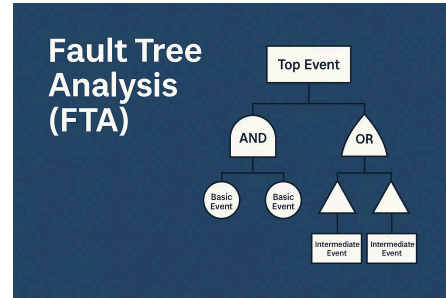 Fault Tree
Analysis
(FTA)
Top Event
AND
OR
Basic
Event
Basic
Event
Intermediate
Event
Intermediate
Event